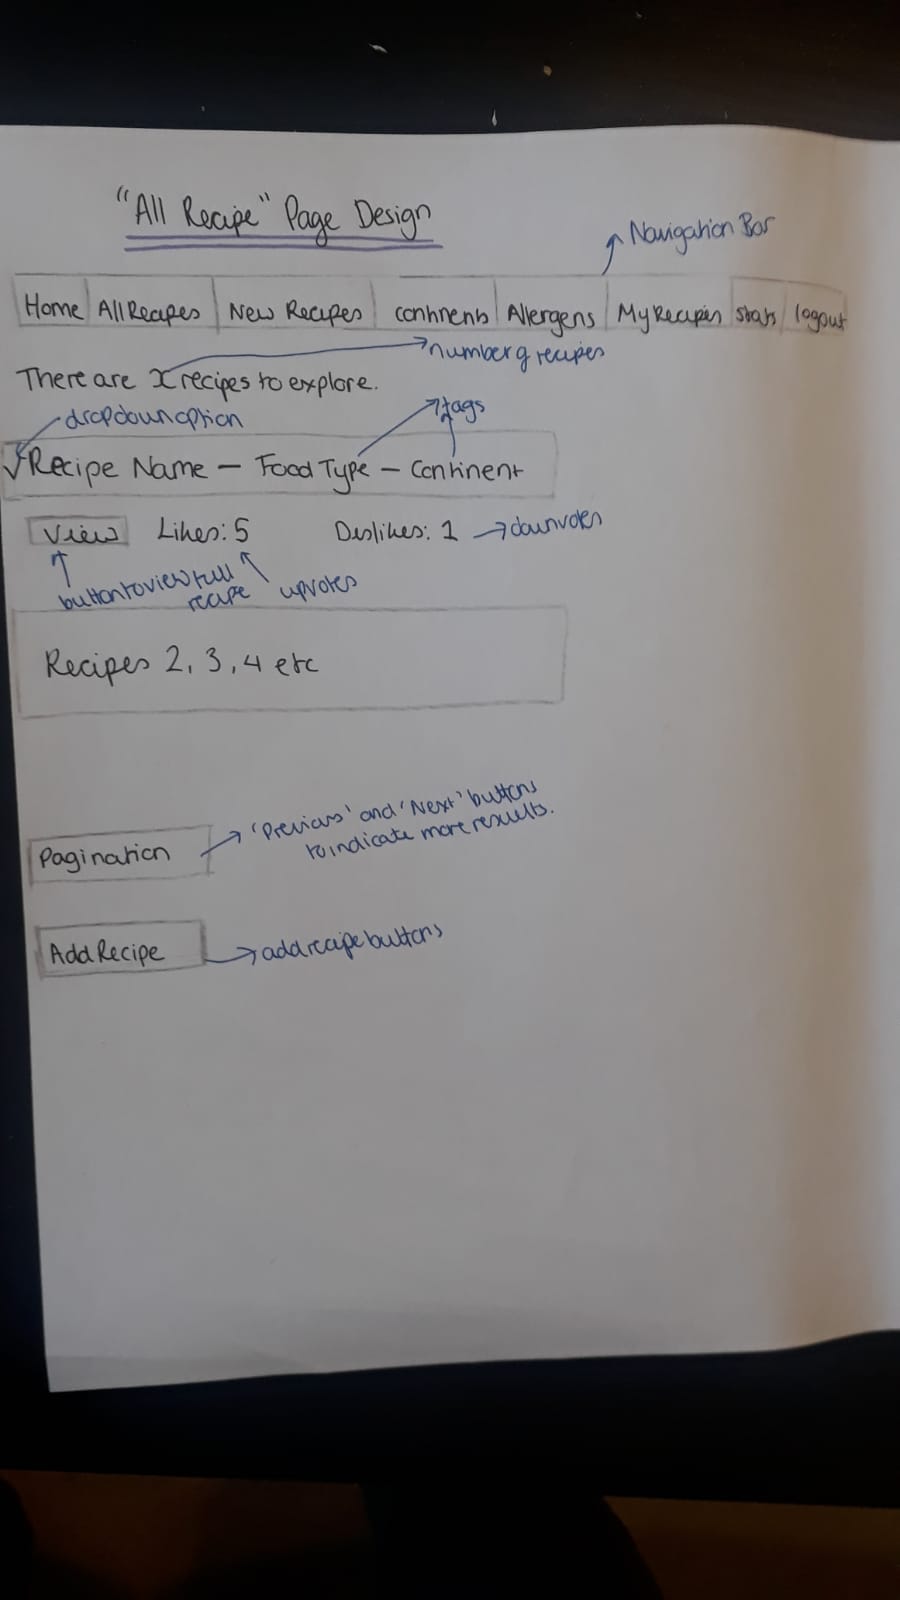 "All Recipe" Page Design
Navigation Bar
Home All Recipes New Recipes continents Allergens My Recipes stats logout
number of recipes
There are x recipes to explore.
dropdown option
tags
Recipe Name - Food Type - Continent
View Likes: 5 Dislikes: 1 downvotes
button to view full
recipe upvotes
Recipes 2, 3, 4 etc
'Previous' and 'Next' buttons
to indicate more results.
Pagination
Add Recipe add recipe buttons